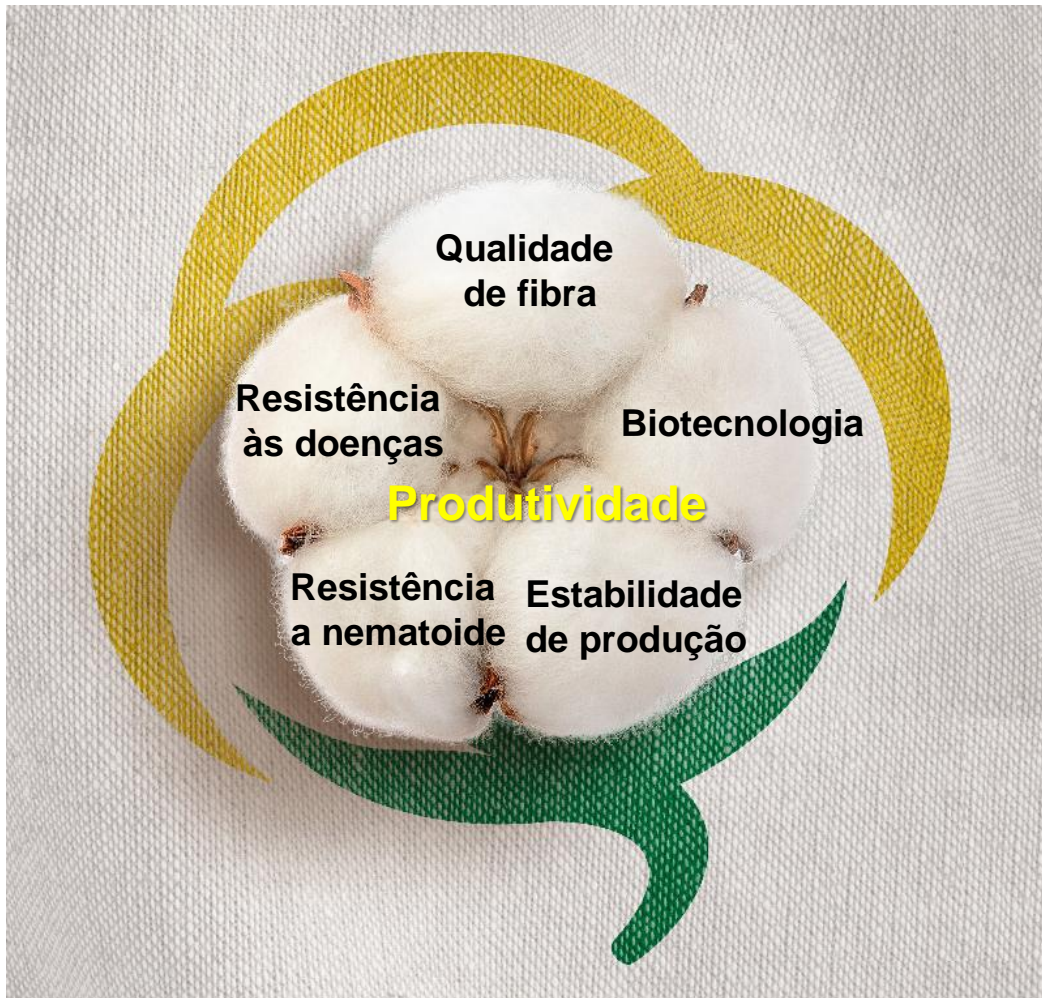 Qualidade
de fibra
Resistência
às doenças
Biotecnologia
Produtividade
Resistência
a nematoide
Estabilidade
de produção